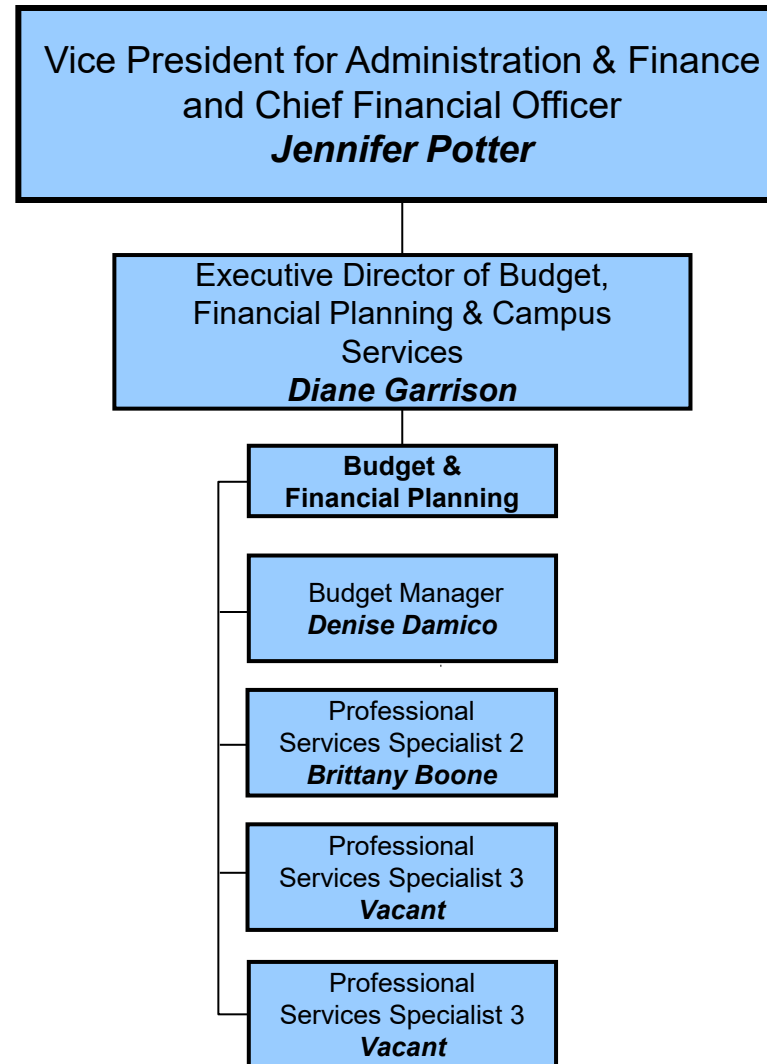 Vice President for Administration & Finance
and Chief Financial Officer
Jennifer Potter
Executive Director of Budget,
Financial Planning & Campus
Services
Diane Garrison
Budget &
Financial Planning
Budget Manager
Denise Damico
Professional
Services Specialist 2
Brittany Boone
Professional
Services Specialist 3
Vacant
Professional
Services Specialist 3
Vacant